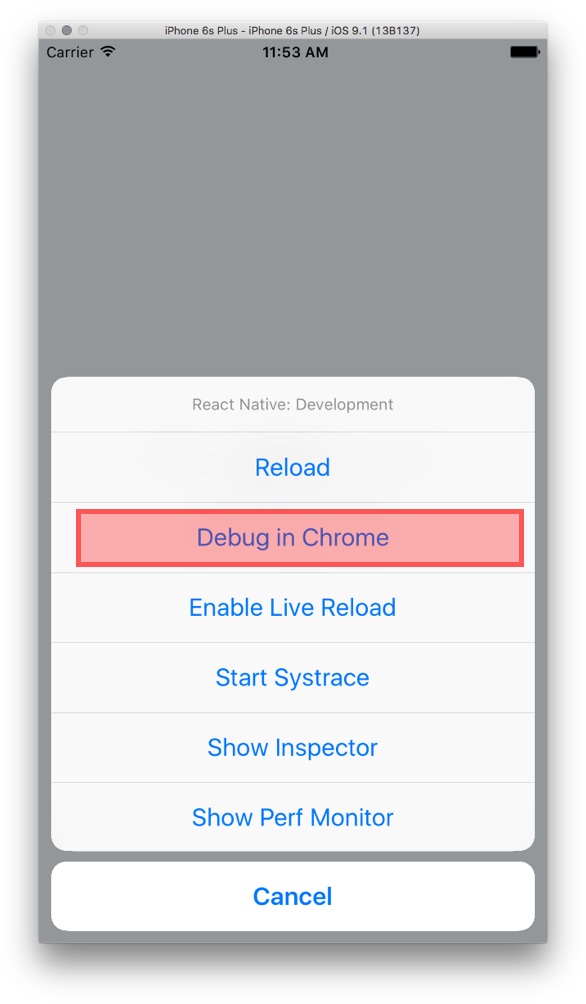 iPhone 6s Plus - iPhone 6s Plus / iOS 9.1 (13B137)
Carrier 11:53 AM
React Native: Development
Reload
Debug in Chrome
Enable Live Reload
Start Systrace
Show Inspector
Show Perf Monitor
Cancel